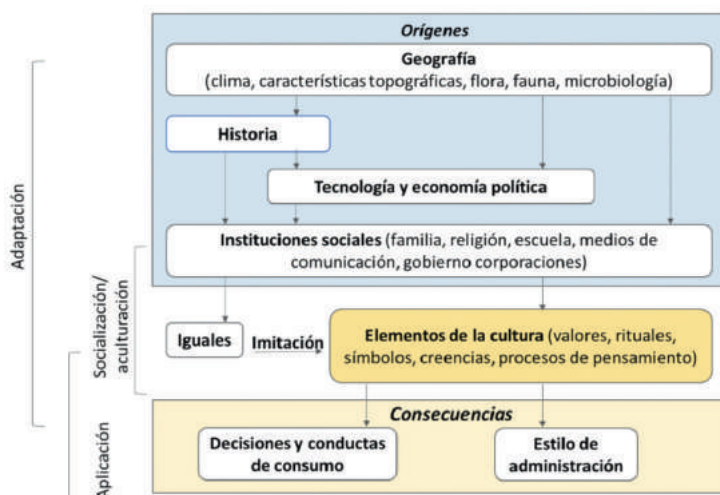 Orígenes
Geografía
(clima, características topográficas, flora, fauna, microbiología)
Historia
Tecnología y economía política
Instituciones sociales (familia, religión, escuela, medios de
comunicación, gobierno corporaciones)
Iguales
Imitación
Elementos de la cultura (valores, rituales,
símbolos, creencias, procesos de pensamiento)
Consecuencias
Decisiones y conductas
de consumo
Estilo de
administración
Adaptación
Socialización/
aculturación
Aplicación